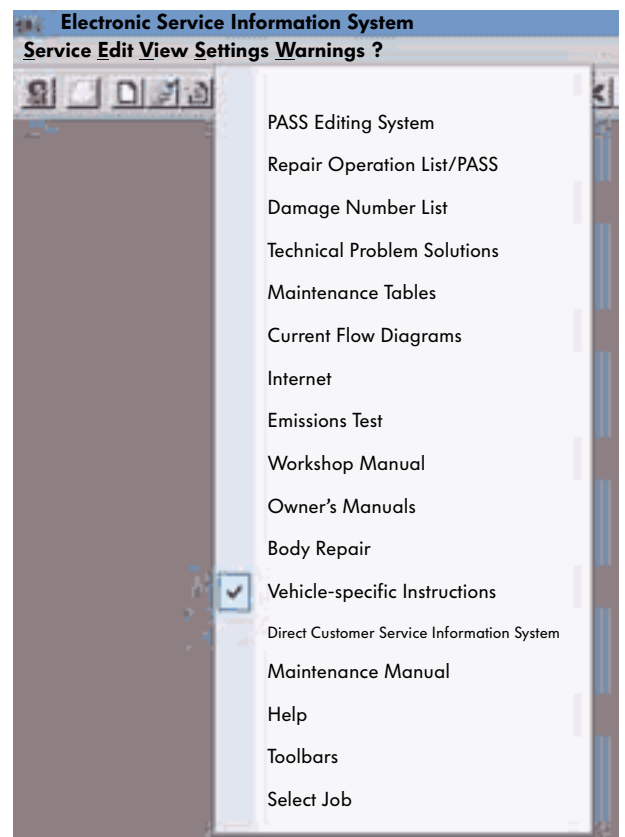 Electronic Service Information System
Service Edit View Settings Warnings ?
PASS Editing System
Repair Operation List/PASS
Damage Number List
Technical Problem Solutions
Maintenance Tables
Current Flow Diagrams
Internet
Emissions Test
Workshop Manual
Owner’s Manuals
Body Repair
Vehicle-specific Instructions
Direct Customer Service Information System
Maintenance Manual
Help
Toolbars
Select Job